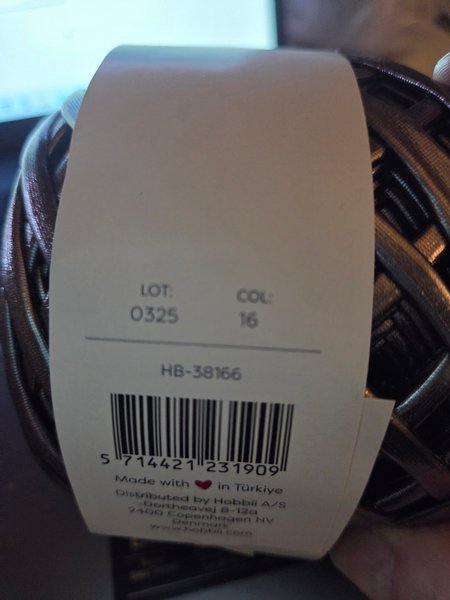 LOT: COL:
0325 16
HB-38166
5 714421 231909
Made with ❤ in Türkiye
Distributed by Hobbii A/S
Dortheavej 8-12a
2400 Copenhagen NV
Denmark
www.hobbii.com